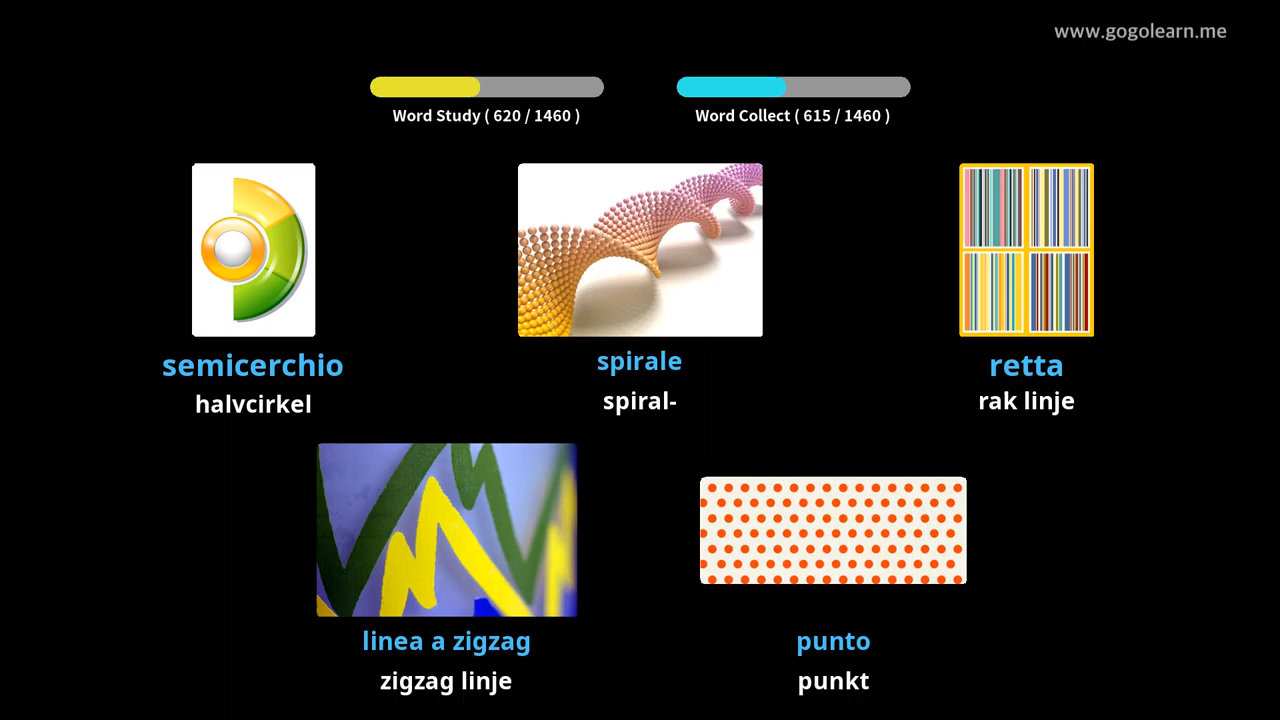 www.gogolearn.me
Word Study ( 620 / 1460 )
Word Collect ( 615 / 1460 )
semicerchio
halvcirkel
spirale
spiral-
retta
rak linje
linea a zigzag
zigzag linje
punto
punkt